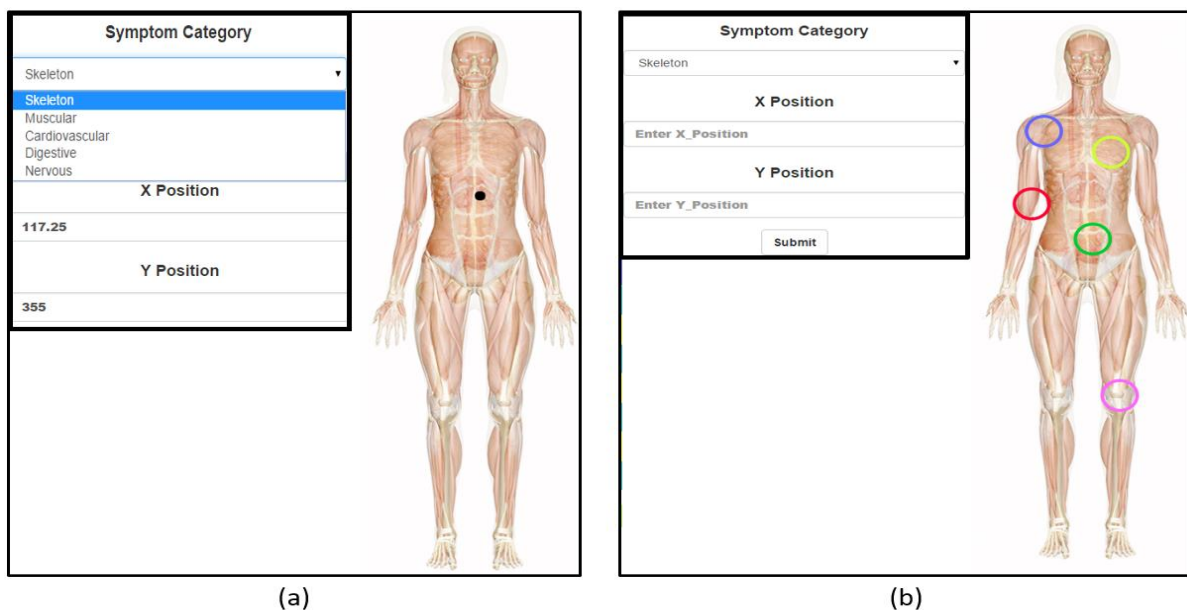 Symptom Category
Skeleton
Skeleton
Muscular
Cardiovascular
Digestive
Nervous
X Position
117.25
Y Position
355
(a)
Symptom Category
Skeleton
X Position
Enter X_Position
Y Position
Enter Y_Position
Submit
(b)